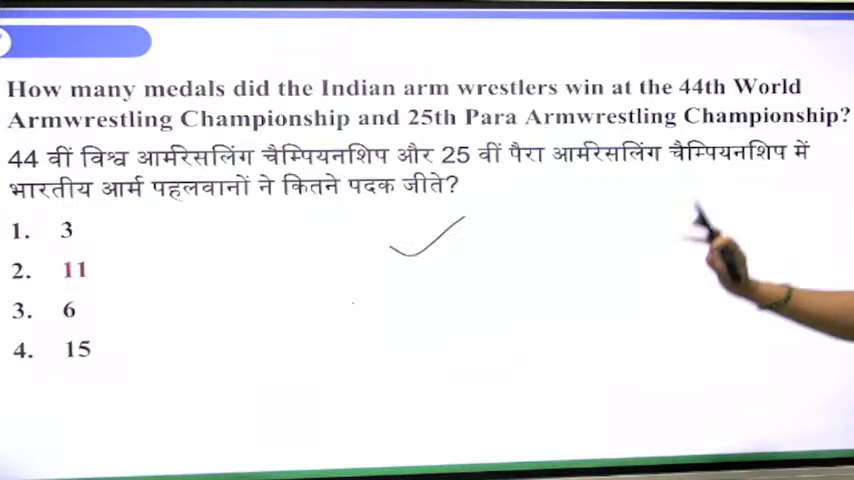 How many medals did the Indian arm wrestlers win at the 44th World
Armwrestling Championship and 25th Para Armwrestling Championship?
44 वीं विश्व आर्मरेसलिंग चैम्पियनशिप और 25 वीं पैरा आर्मरेसलिंग चैम्पियनशिप में
भारतीय आर्म पहलवानों ने कितने पदक जीते?
1. 3
2. 11
3. 6
4. 15